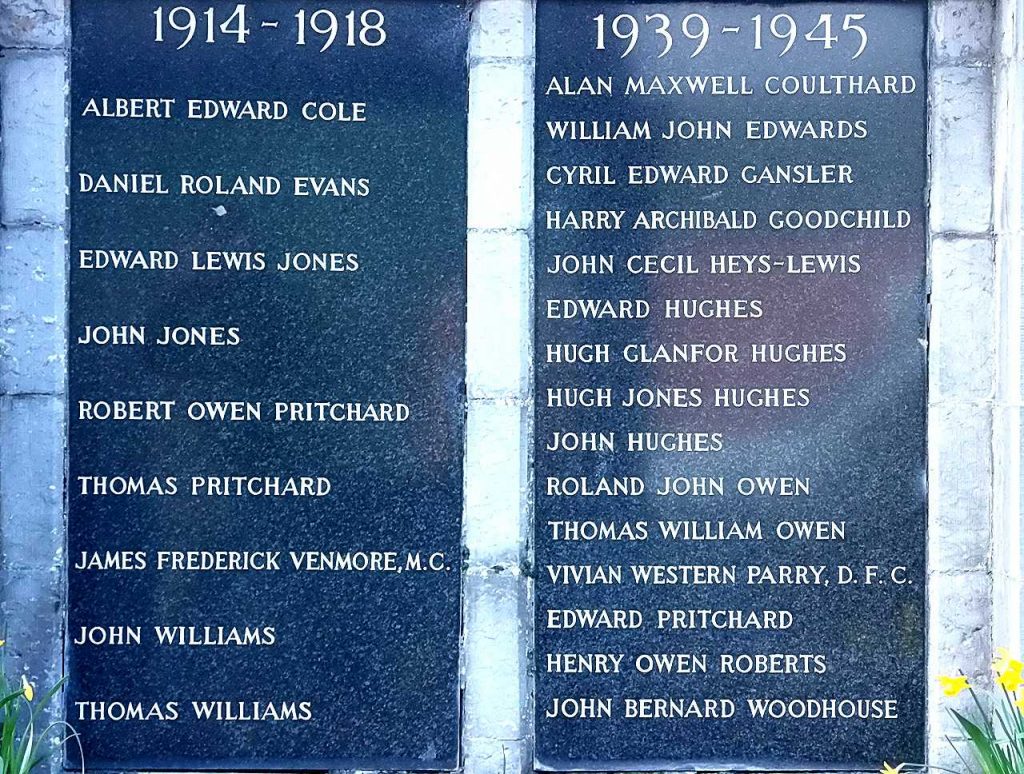 1914 - 1918
ALBERT EDWARD COLE
DANIEL ROLAND EVANS
EDWARD LEWIS JONES
JOHN JONES
ROBERT OWEN PRITCHARD
THOMAS PRITCHARD
JAMES FREDERICK VENMORE, M.C.
JOHN WILLIAMS
THOMAS WILLIAMS
1939 - 1945
ALAN MAXWELL COULTHARD
WILLIAM JOHN EDWARDS
CYRIL EDWARD GANSLER
HARRY ARCHIBALD GOODCHILD
JOHN CECIL HEYS-LEWIS
EDWARD HUGHES
HUGH GLANFOR HUGHES
HUGH JONES HUGHES
JOHN HUGHES
ROLAND JOHN OWEN
THOMAS WILLIAM OWEN
VIVIAN WESTERN PARRY, D. F. C.
EDWARD PRITCHARD
HENRY OWEN ROBERTS
JOHN BERNARD WOODHOUSE